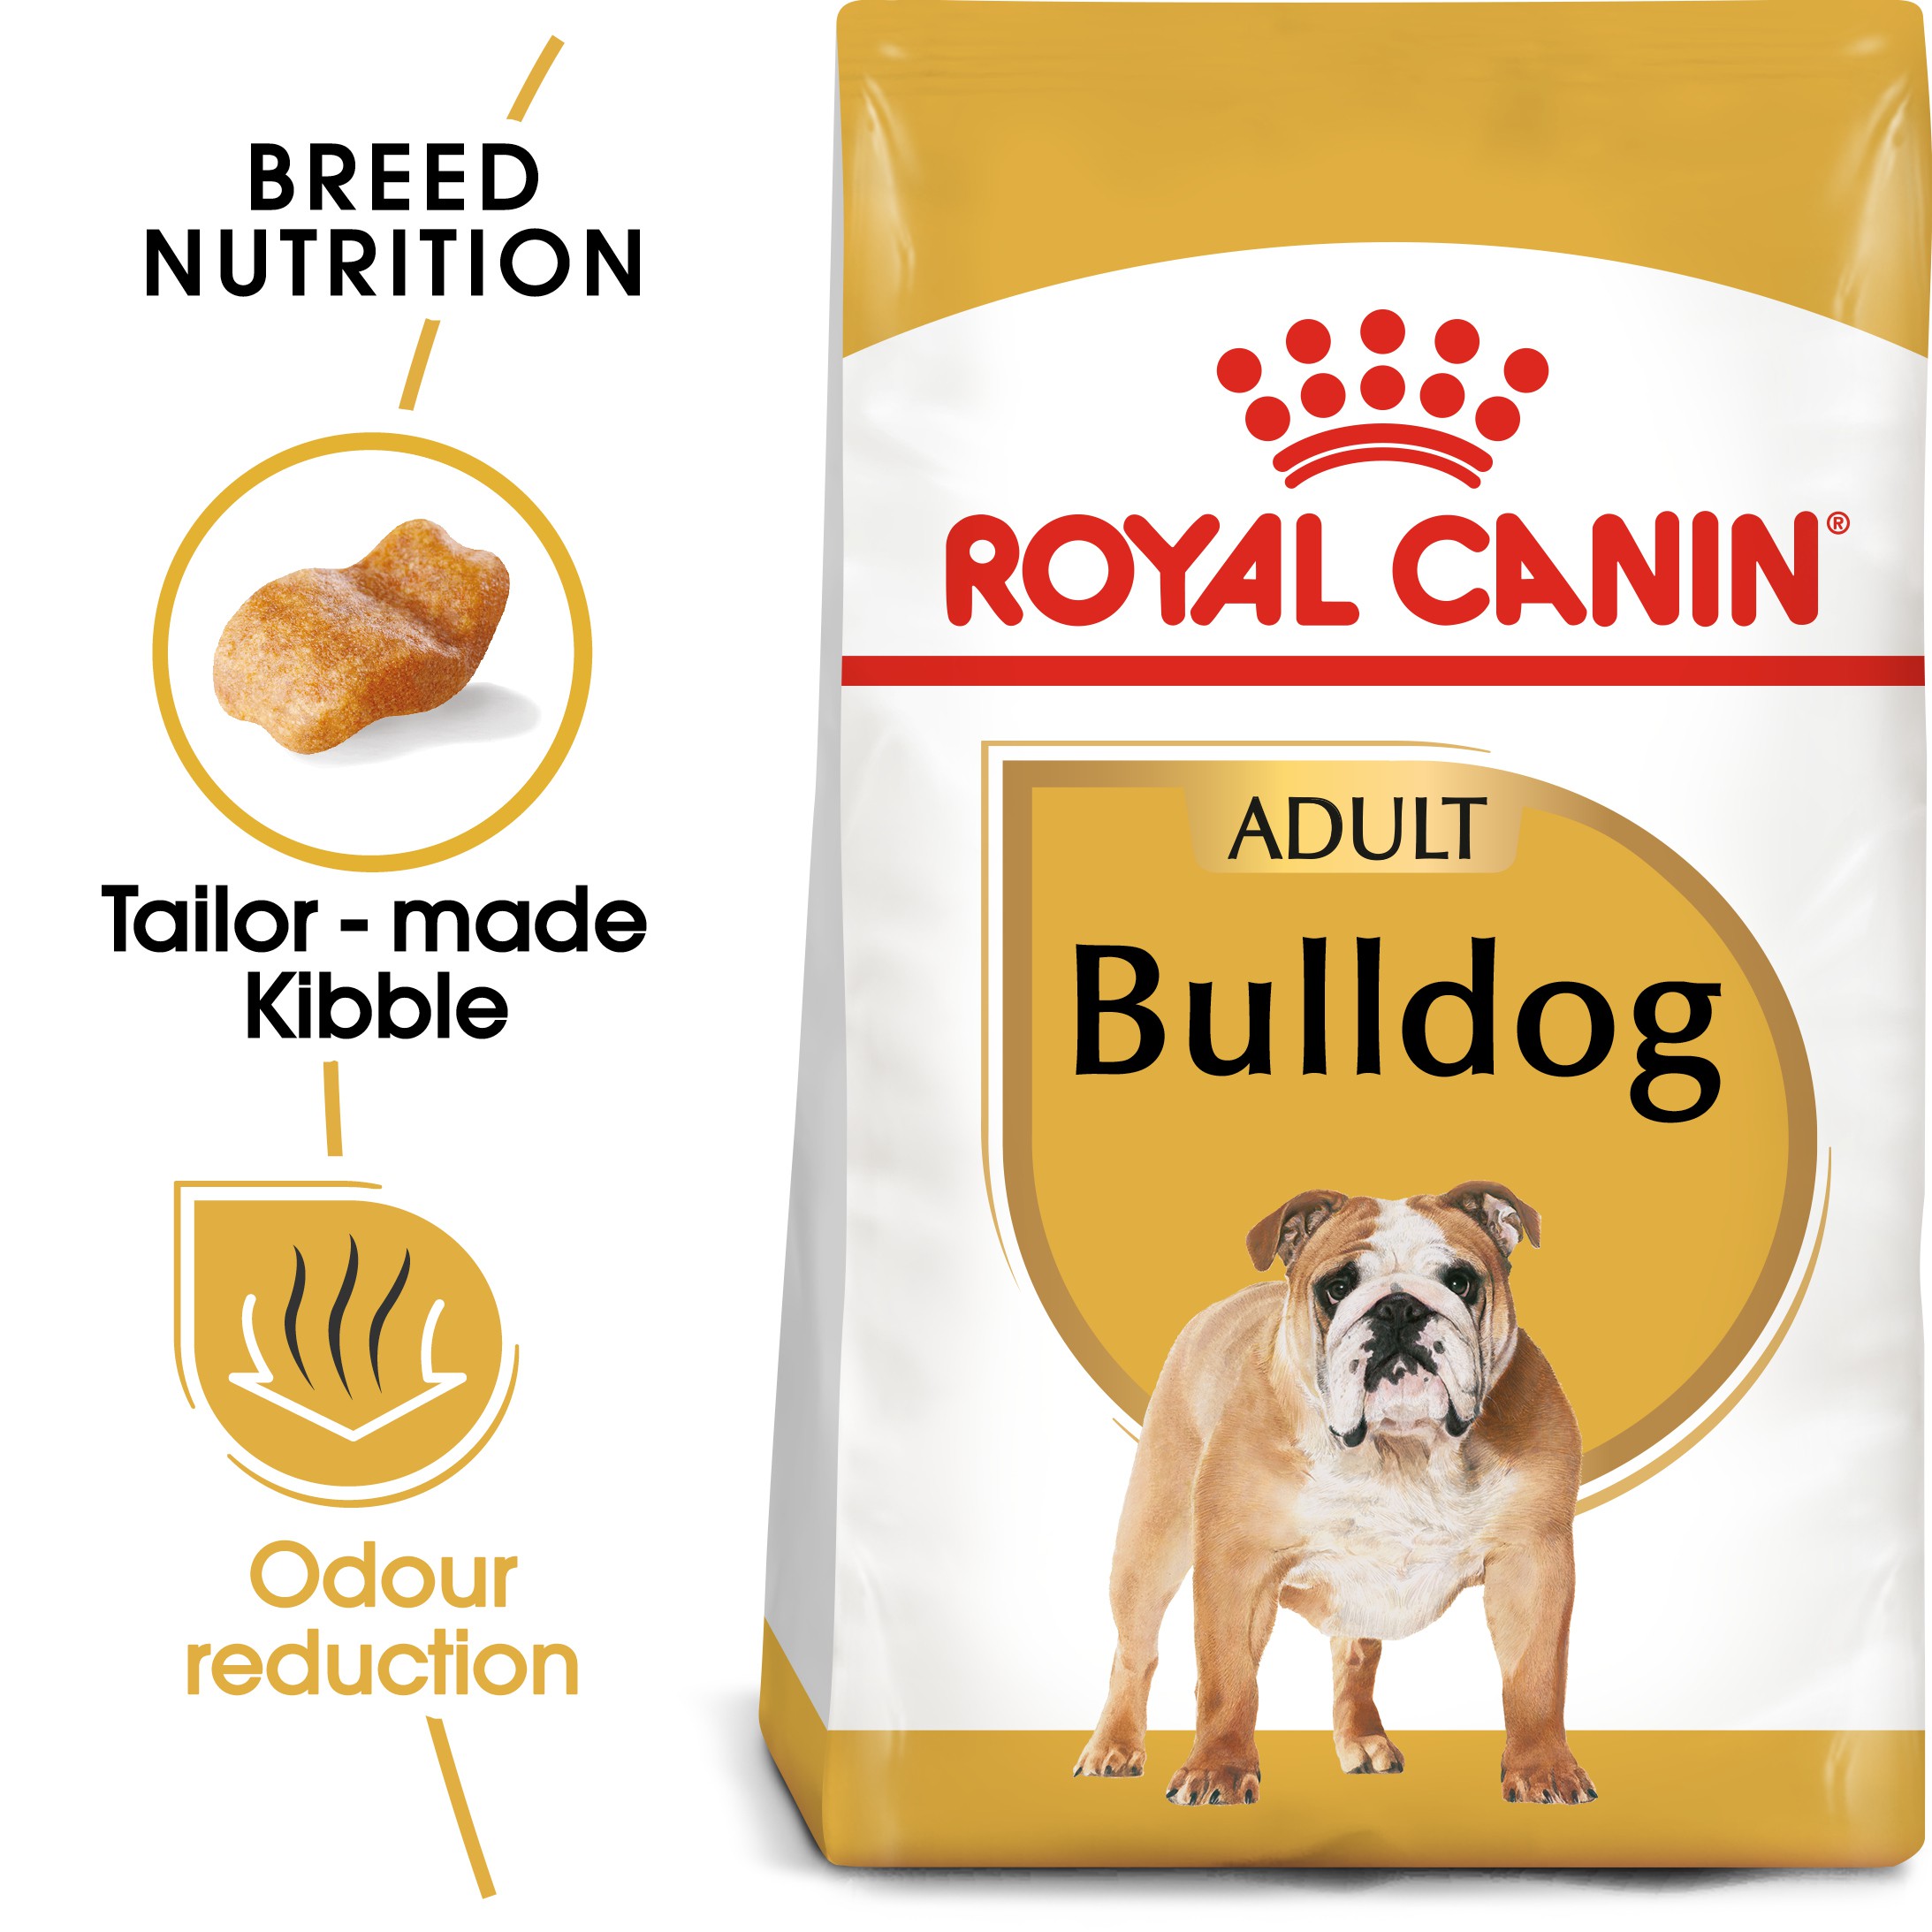 BREED
NUTRITION
Tailor - made
Kibble
Odour
reduction
ROYAL CANIN®
ADULT
Bulldog